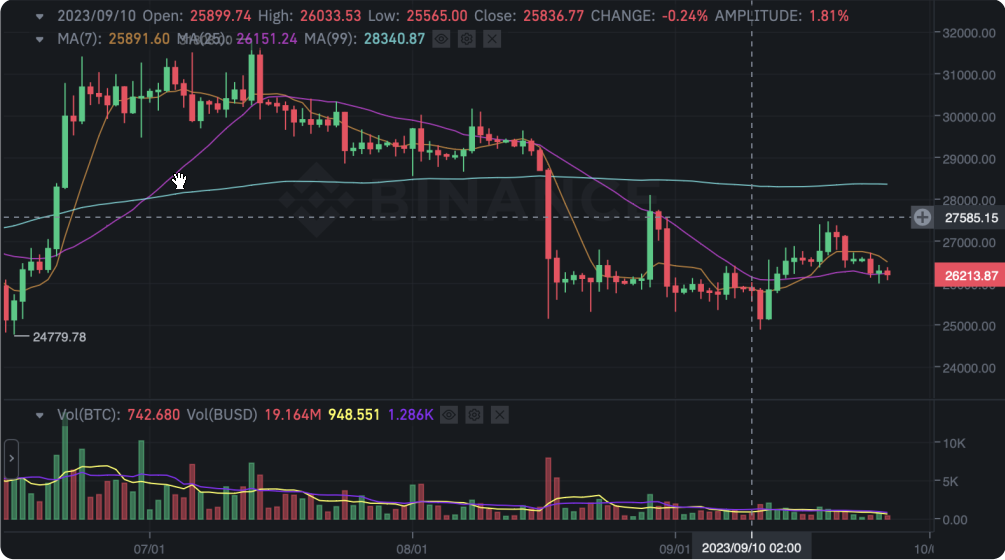 2023/09/10 Open: 25899.74 High: 26033.53 Low: 25565.00 Close: 25836.77 CHANGE: -0.24% AMPLITUDE: 1.81%
MA(7): 25891.60 MA(25): 26151.24 MA(99): 28340.87
32000.00
31000.00
30000.00
29000.00
BINANCE
28000.00
27585.15
27000.00
26213.87
25000.00
24779.78
24000.00
Vol(BTC): 742.680 Vol(BUSD) 19.164M 948.551 1.286K
10K
5K
0.00
07/01 08/01 09/01 2023/09/10 02:00 10/